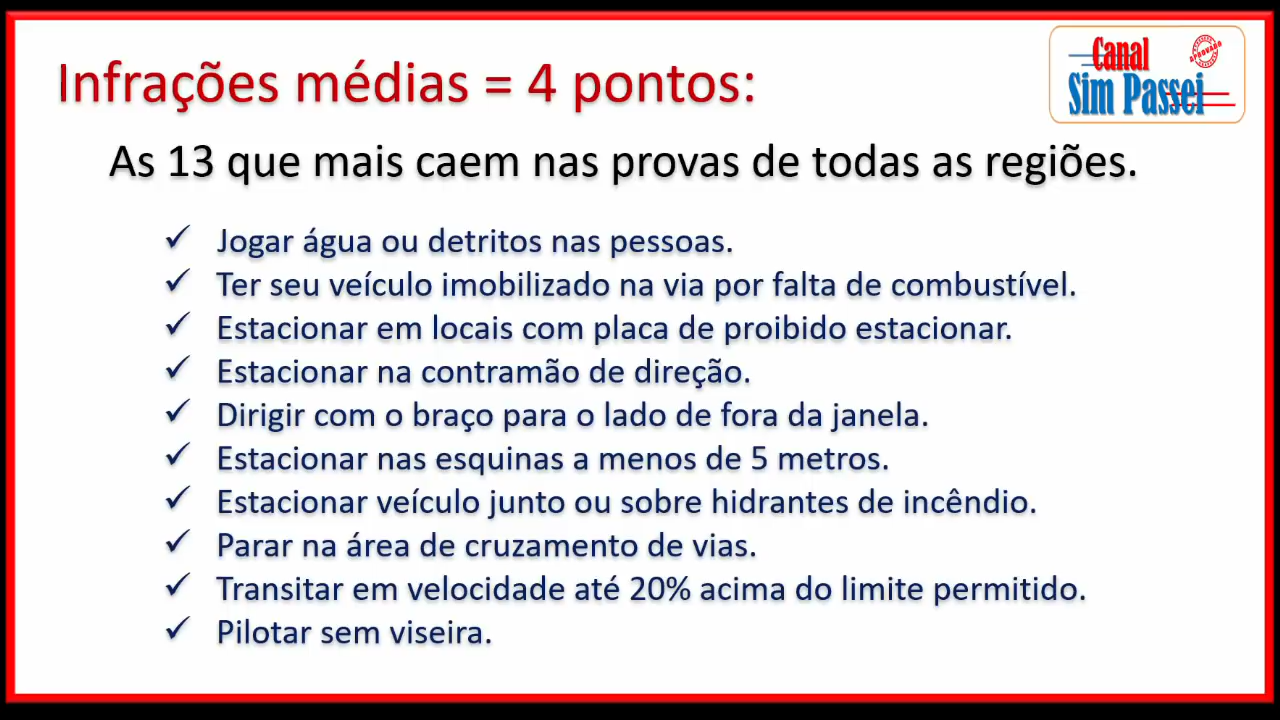 Infrações médias = 4 pontos:
Canal
Sim Passei
APROVADO
As 13 que mais caem nas provas de todas as regiões.
✓ Jogar água ou detritos nas pessoas.
✓ Ter seu veículo imobilizado na via por falta de combustível.
✓ Estacionar em locais com placa de proibido estacionar.
✓ Estacionar na contramão de direção.
✓ Dirigir com o braço para o lado de fora da janela.
✓ Estacionar nas esquinas a menos de 5 metros.
✓ Estacionar veículo junto ou sobre hidrantes de incêndio.
✓ Parar na área de cruzamento de vias.
✓ Transitar em velocidade até 20% acima do limite permitido.
✓ Pilotar sem viseira.